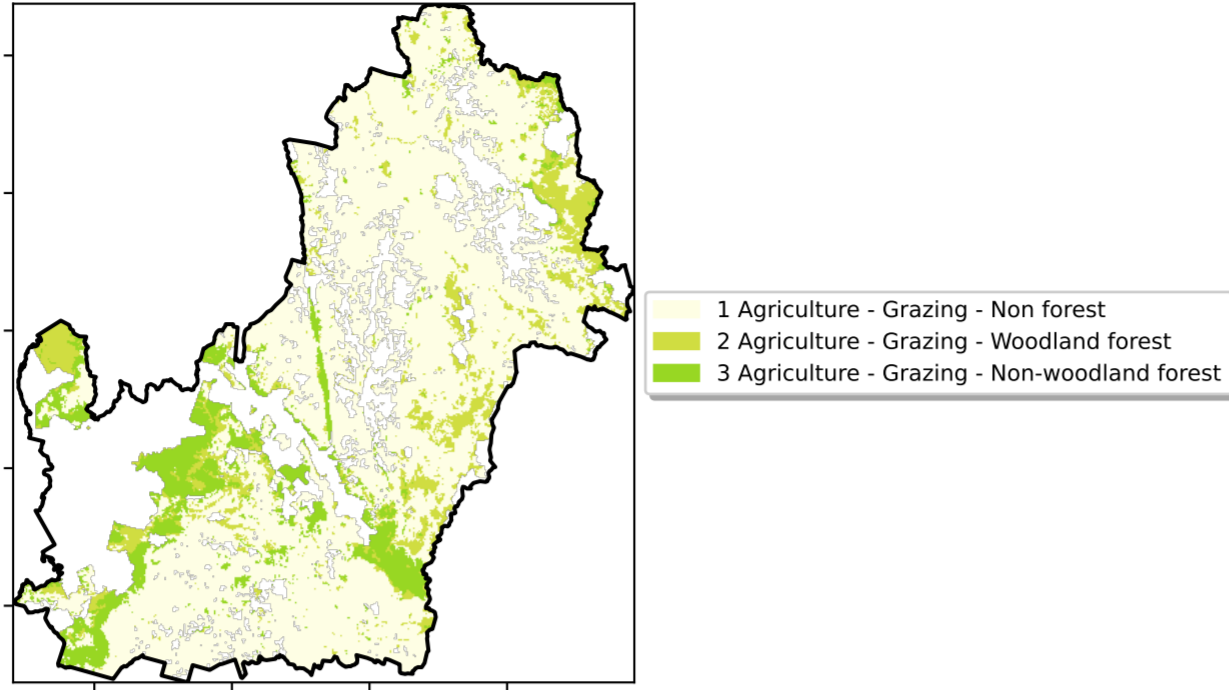 1 Agriculture - Grazing - Non forest
2 Agriculture - Grazing - Woodland forest
3 Agriculture - Grazing - Non-woodland forest